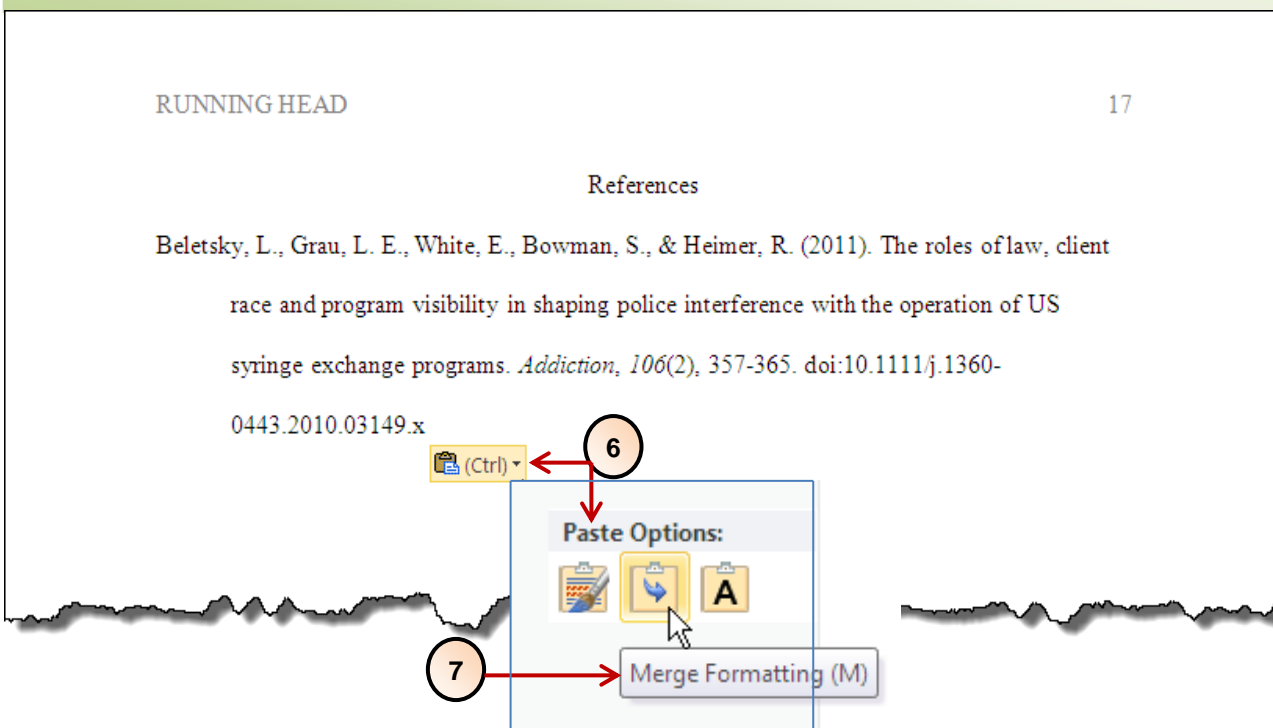 RUNNING HEAD 17
References
Beletsky, L., Grau, L. E., White, E., Bowman, S., & Heimer, R. (2011). The roles of law, client
race and program visibility in shaping police interference with the operation of US
syringe exchange programs. Addiction, 106(2), 357-365. doi:10.1111/j.1360-
0443.2010.03149.x
6
(Ctrl)
Paste Options:
A
7
Merge Formatting (M)